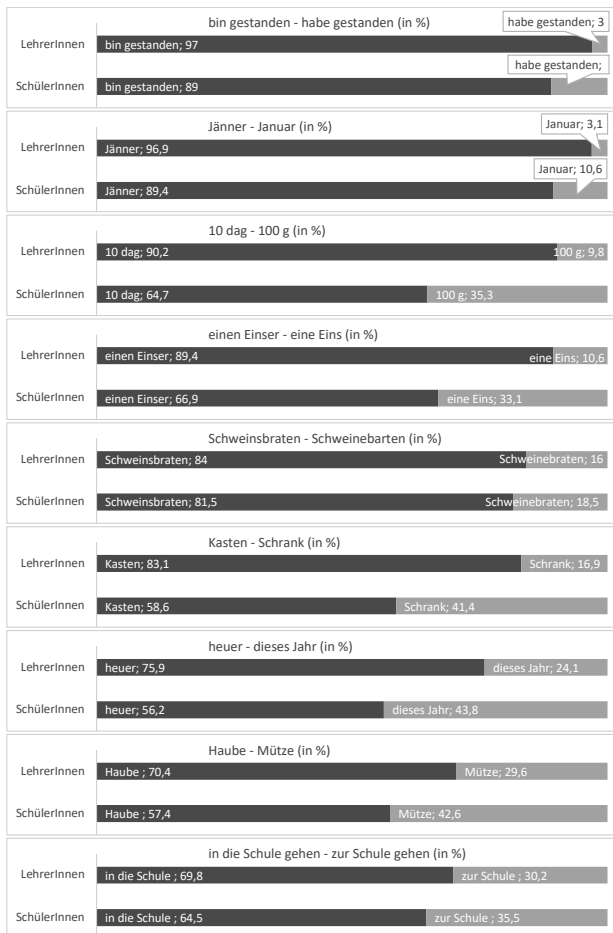 bin gestanden - habe gestanden (in %)
habe gestanden; 3
LehrerInnen
bin gestanden; 97
habe gestanden;
SchülerInnen
bin gestanden; 89
Jänner - Januar (in %)
Januar; 3,1
LehrerInnen
Jänner; 96,9
Januar; 10,6
SchülerInnen
Jänner; 89,4
10 dag - 100 g (in %)
LehrerInnen
10 dag; 90,2
100 g; 9,8
SchülerInnen
10 dag; 64,7
100 g; 35,3
einen Einser - eine Eins (in %)
LehrerInnen
einen Einser; 89,4
eine Eins; 10,6
SchülerInnen
einen Einser; 66,9
eine Eins; 33,1
Schweinsbraten - Schweinebarten (in %)
LehrerInnen
Schweinsbraten; 84
Schweinebraten; 16
SchülerInnen
Schweinsbraten; 81,5
Schweinebraten; 18,5
Kasten - Schrank (in %)
LehrerInnen
Kasten; 83,1
Schrank; 16,9
SchülerInnen
Kasten; 58,6
Schrank; 41,4
heuer - dieses Jahr (in %)
LehrerInnen
heuer; 75,9
dieses Jahr; 24,1
SchülerInnen
heuer; 56,2
dieses Jahr; 43,8
Haube - Mütze (in %)
LehrerInnen
Haube ; 70,4
Mütze; 29,6
SchülerInnen
Haube ; 57,4
Mütze; 42,6
in die Schule gehen - zur Schule gehen (in %)
LehrerInnen
in die Schule ; 69,8
zur Schule ; 30,2
SchülerInnen
in die Schule ; 64,5
zur Schule ; 35,5